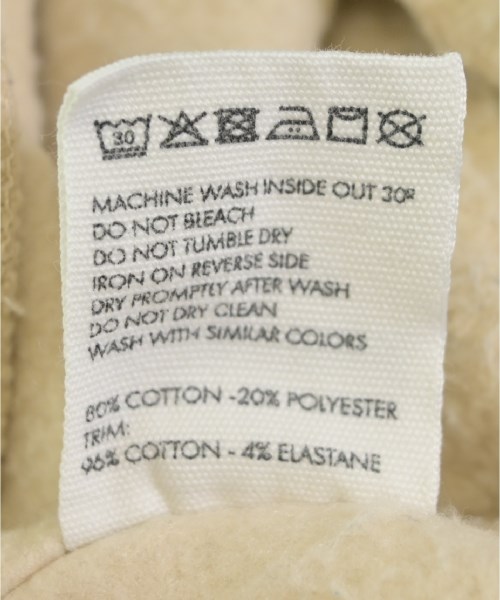 30
MACHINE WASH INSIDE OUT 30º
DO NOT BLEACH
DO NOT TUMBLE DRY
IRON ON REVERSE SIDE
DRY PROMPTLY AFTER WASH
DO NOT DRY CLEAN
WASH WITH SIMILAR COLORS
80% COTTON -20% POLYESTER
TRIM:
96% COTTON - 4% ELASTANE